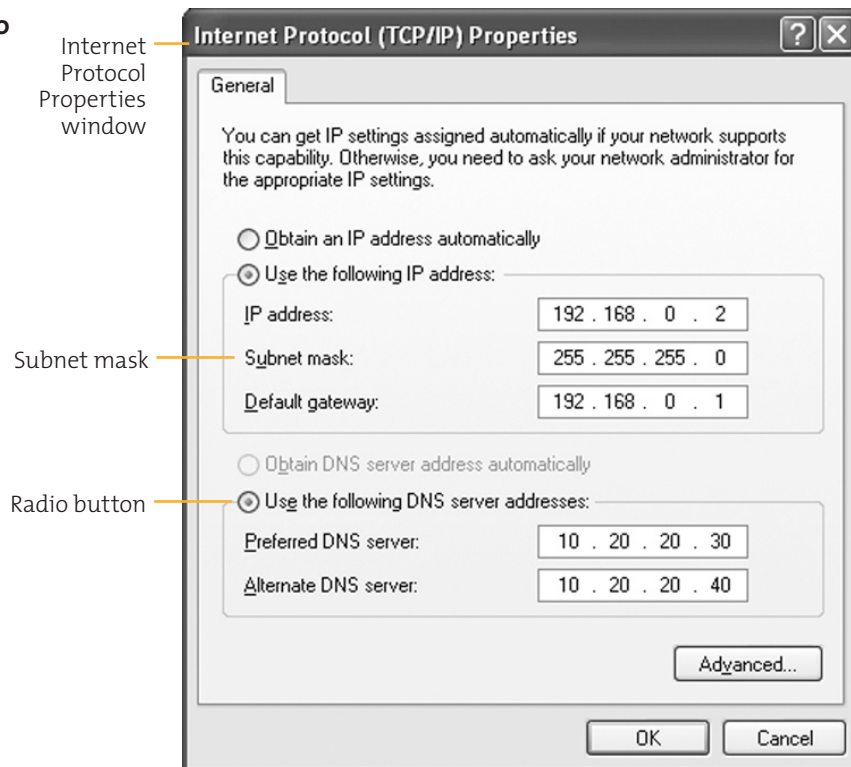 Internet
Protocol
Properties
window
Internet Protocol (TCP/IP) Properties
General
You can get IP settings assigned automatically if your network supports
this capability. Otherwise, you need to ask your network administrator for
the appropriate IP settings.
Obtain an IP address automatically
Use the following IP address:
IP address:
192 . 168 . 0 . 2
Subnet mask
Subnet mask:
255 . 255 . 255 . 0
Default gateway:
192 . 168 . 0 . 1
Obtain DNS server address automatically
Radio button
Use the following DNS server addresses:
Preferred DNS server:
10 . 20 . 20 . 30
Alternate DNS server:
10 . 20 . 20 . 40
Advanced...
OK
Cancel